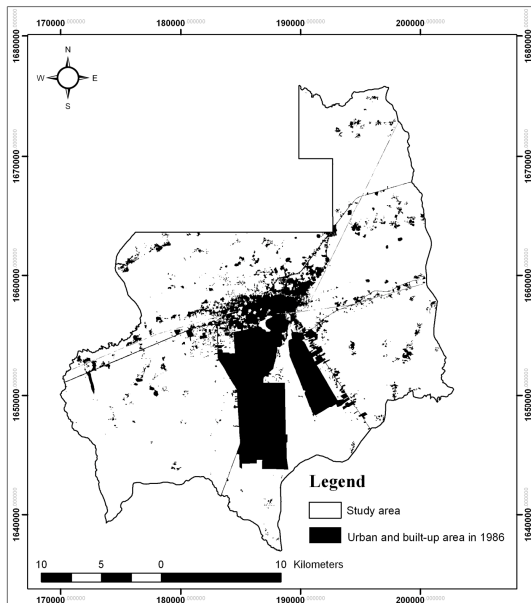 170000 180000 190000 200000
N
W E
S
1680000 1680000
1670000 1670000
1660000 1660000
1650000 1650000
1640000 1640000
Legend
Study area
Urban and built-up area in 1986
10 5 0 10 Kilometers
170000 180000 190000 200000